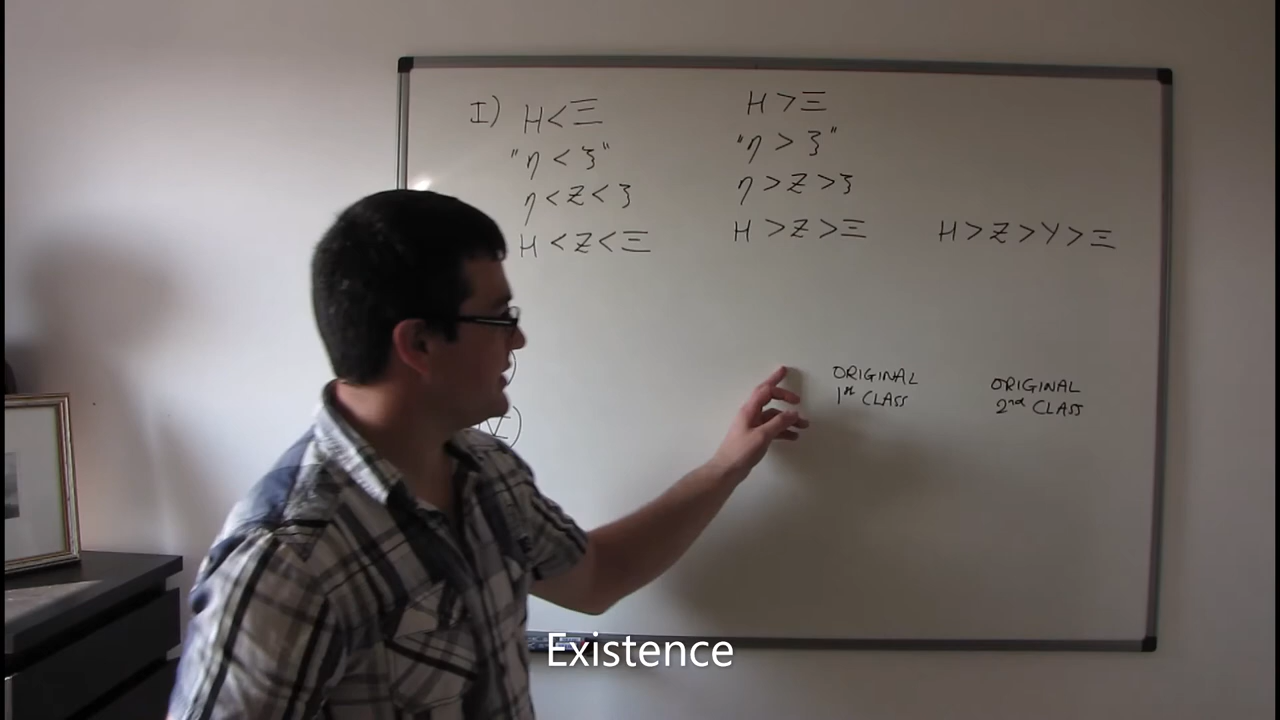 I) H < Ξ
"η < ξ"
η < Z < ξ
H < Z < Ξ
H > Ξ
"η > ξ"
η > Z > ξ
H > Z > Ξ
H > Z > Y > Ξ
ORIGINAL
1st CLASS
ORIGINAL
2nd CLASS
Existence